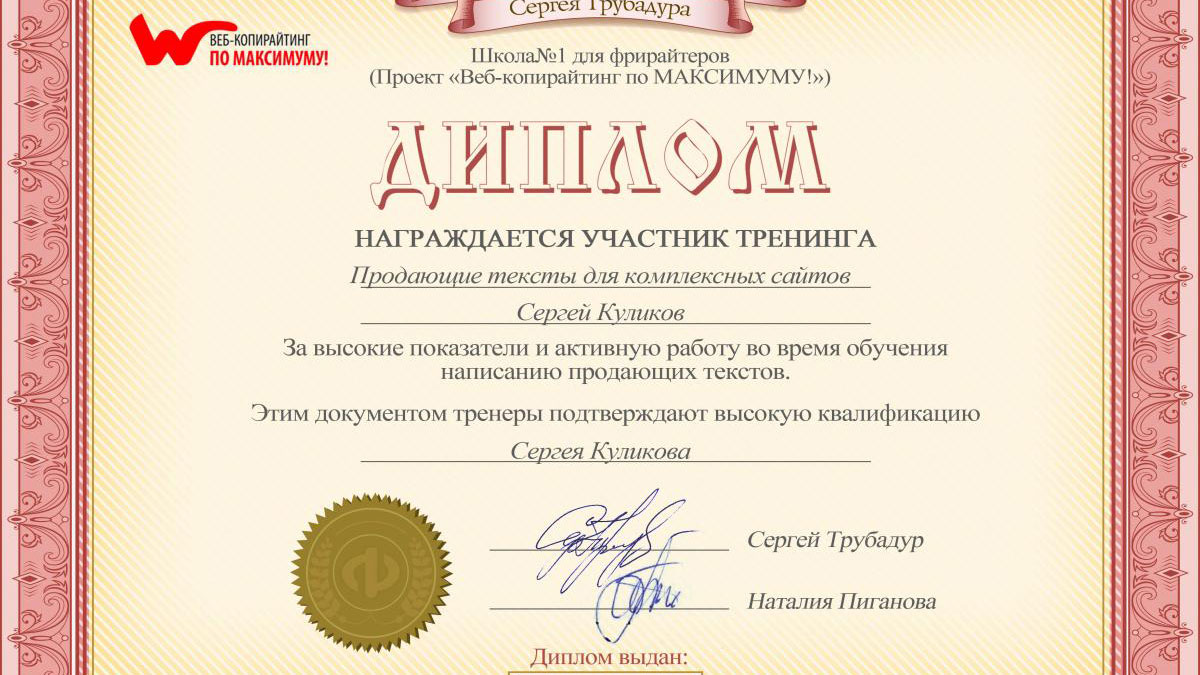 Сергея Трубадура
ВЕБ-КОПИРАЙТИНГ
ПО МАКСИМУМУ!
Школа№1 для фрирайтеров
(Проект «Веб-копирайтинг по МАКСИМУМУ!»)
ДИПЛОМ
НАГРАЖДАЕТСЯ УЧАСТНИК ТРЕНИНГА
Продающие тексты для комплексных сайтов
Сергей Куликов
За высокие показатели и активную работу во время обучения
написанию продающих текстов.
Этим документом тренеры подтверждают высокую квалификацию
Сергея Куликова
Сергей Трубадур
Наталия Пиганова
Диплом выдан: